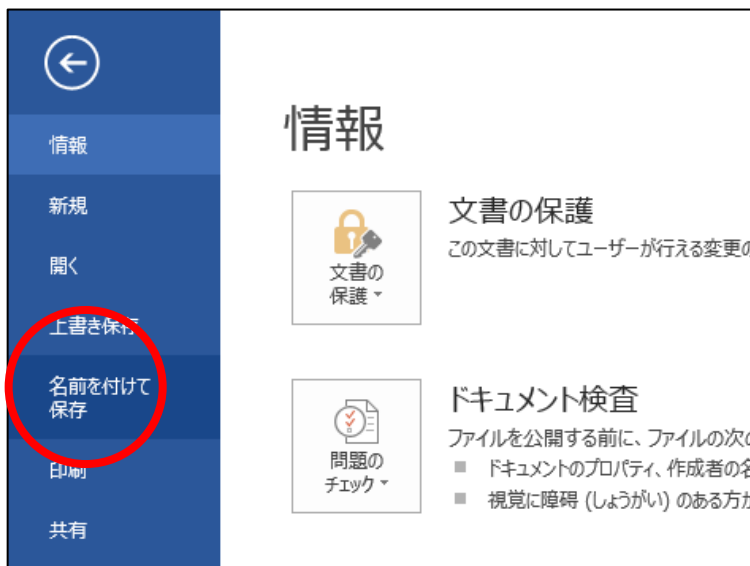 情報
新規
開く
上書き保存
名前を付けて
保存
印刷
共有
情報
文書の
保護
文書の保護
この文書に対してユーザーが行える変更の
問題の
チェック
ドキュメント検査
ファイルを公開する前に、ファイルの次の
ドキュメントのプロパティ、作成者の名
視覚に障碍 (しょうがい) のある方が